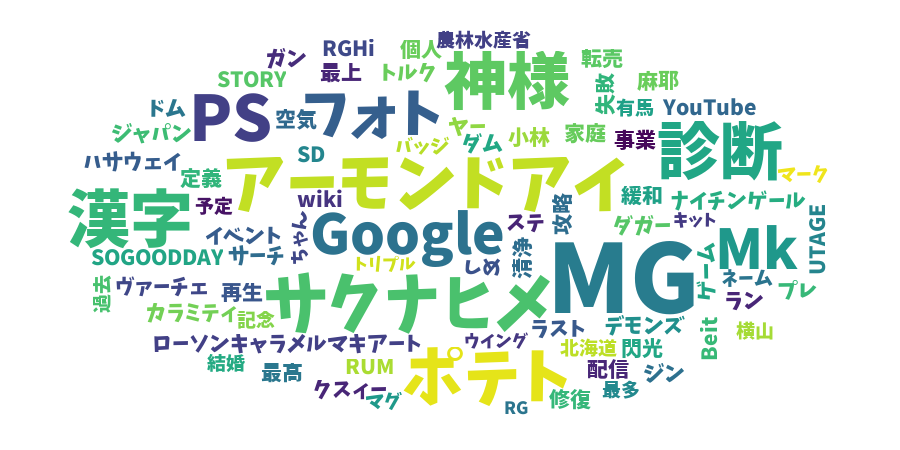 農林水産省
ガン
RGHi
個人
神様
転売
STORY
最上
トルク
失敗
麻耶
ドム
PS
空気
フォト
有馬
YouTube
ジャパン
バッジ
ヤー
ダム
小林
家庭
事業
診断
ハサウェイ
SD
アーモンドアイ
マーク
定義
漢字
予定
wiki
緩和
ナイチンゲール
イベント
ちゃん
Google
ステ
攻略
ダガー
キット
UTAGE
SOGOODDAY
サーチ
トリプル
しめ
清浄
MG
Mk
ゲーム
ネーム
過去
ヴァーチェ
再生
サクナヒメ
ラン
プレ
カラミティ
記念
ラスト
デモンズ
Beit
横山
ローソンキャラメルマキアート
ウイング
北海道
閃光
結婚
最高
RUM
ポテト
配信
ジン
クスィー
マグ
RG
修復
最多